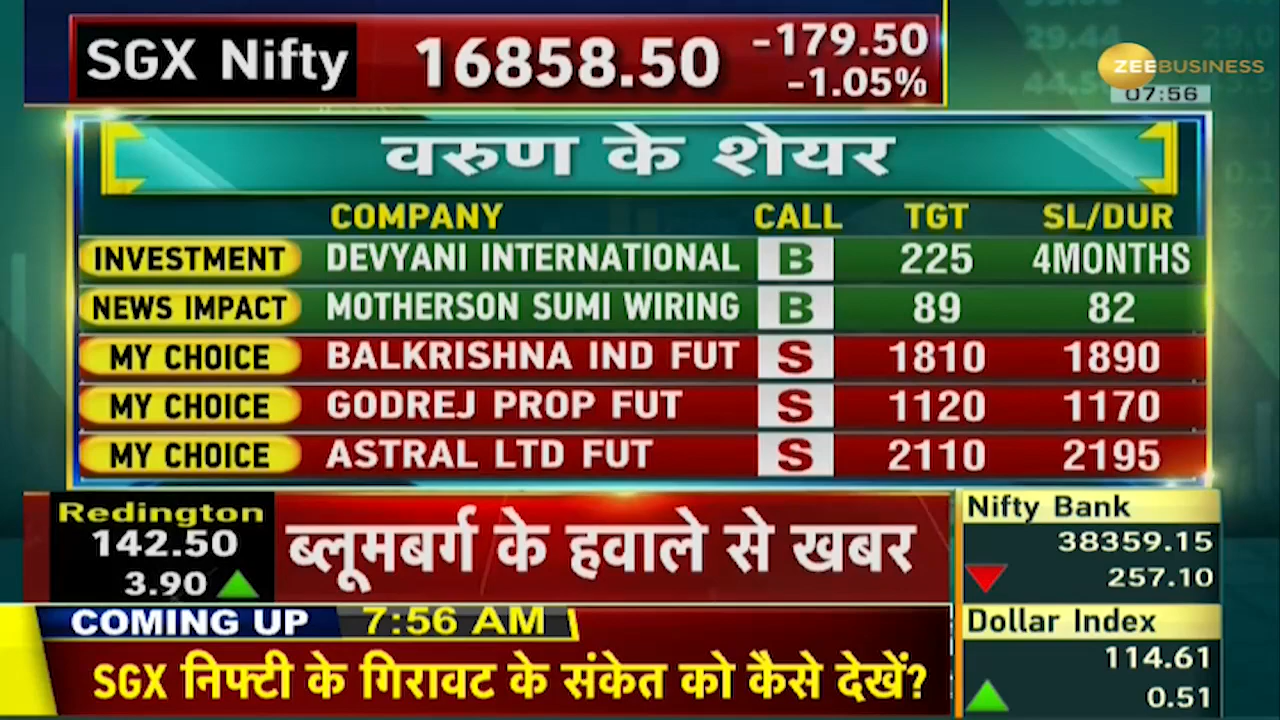 SGX Nifty 16858.50 -179.50
-1.05%
ZEEBUSINESS
07:56
वरुण के शेयर
COMPANY CALL TGT SL/DUR
INVESTMENT DEVYANI INTERNATIONAL B 225 4MONTHS
NEWS IMPACT MOTHERSON SUMI WIRING B 89 82
MY CHOICE BALKRISHNA IND FUT S 1810 1890
MY CHOICE GODREJ PROP FUT S 1120 1170
MY CHOICE ASTRAL LTD FUT S 2110 2195
Redington
142.50
3.90
ब्लूमबर्ग के हवाले से खबर
Nifty Bank
38359.15
257.10
COMING UP 7:56 AM
SGX निफ्टी के गिरावट के संकेत को कैसे देखें?
Dollar Index
114.61
0.51